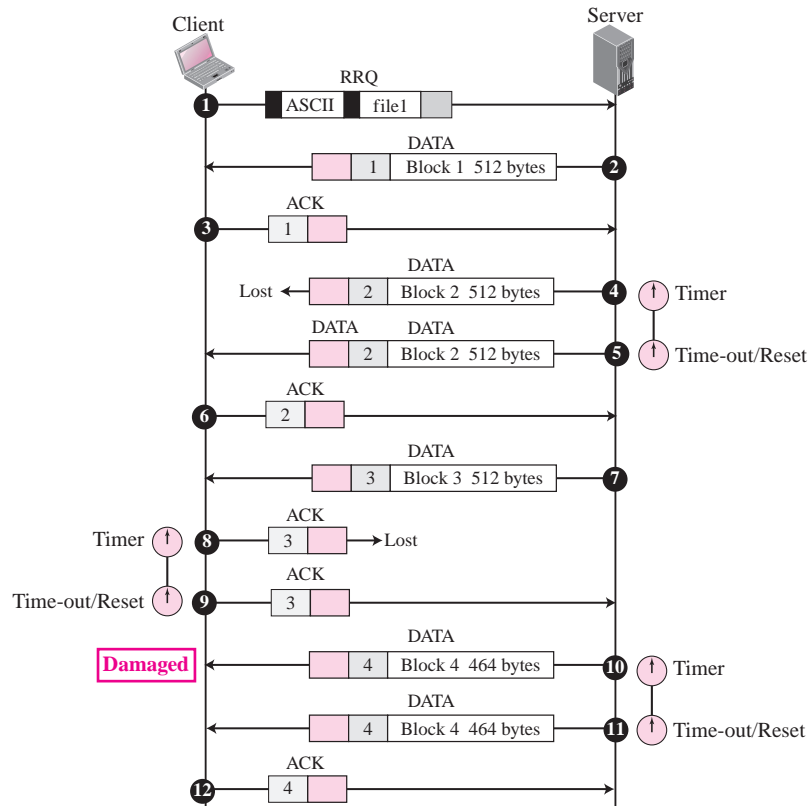 Client
Server
RRQ
1 ASCII file1
DATA
1 Block 1 512 bytes 2
ACK
3 1
DATA
Lost 2 Block 2 512 bytes 4 Timer
DATA DATA
2 Block 2 512 bytes 5 Time-out/Reset
ACK
6 2
DATA
3 Block 3 512 bytes 7
ACK
Timer 8 3 Lost
ACK
Time-out/Reset 9 3
DATA
Damaged 4 Block 4 464 bytes 10 Timer
DATA
4 Block 4 464 bytes 11 Time-out/Reset
ACK
12 4